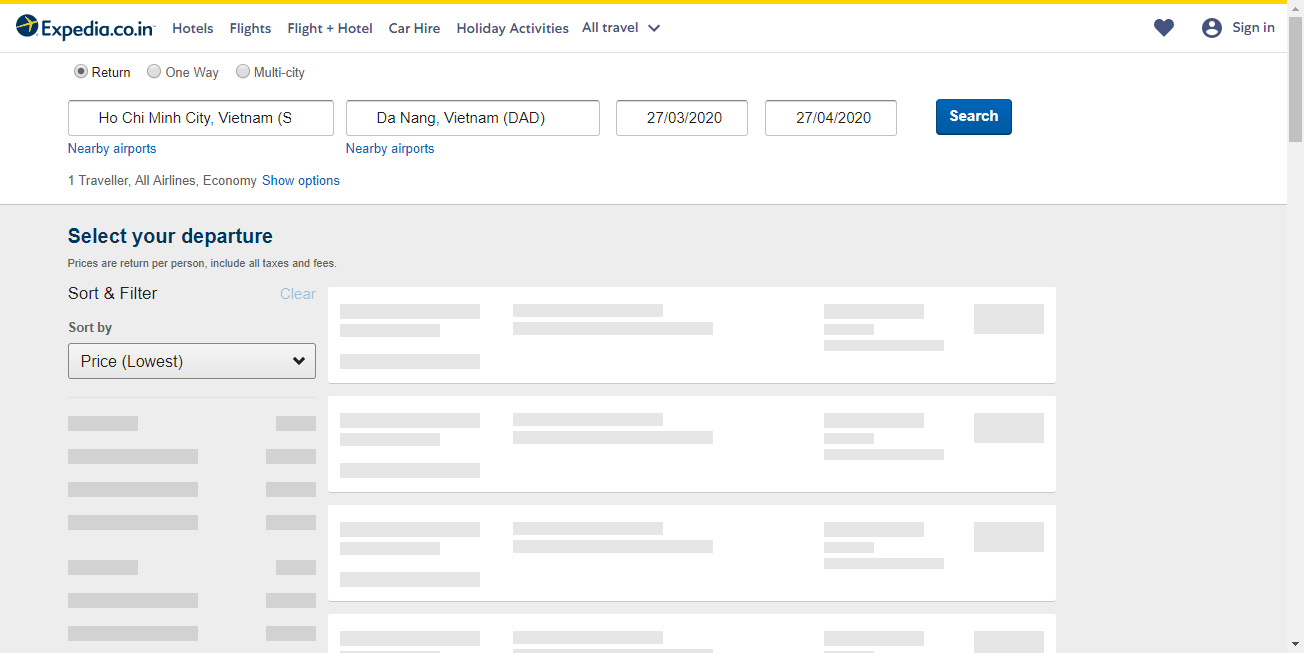 Expedia.co.in Hotels Flights Flight + Hotel Car Hire Holiday Activities All travel Sign in
Return One Way Multi-city
Ho Chi Minh City, Vietnam (S Da Nang, Vietnam (DAD) 27/03/2020 27/04/2020 Search
Nearby airports Nearby airports
1 Traveller, All Airlines, Economy Show options
Select your departure
Prices are return per person, include all taxes and fees.
Sort & Filter Clear
Sort by
Price (Lowest)